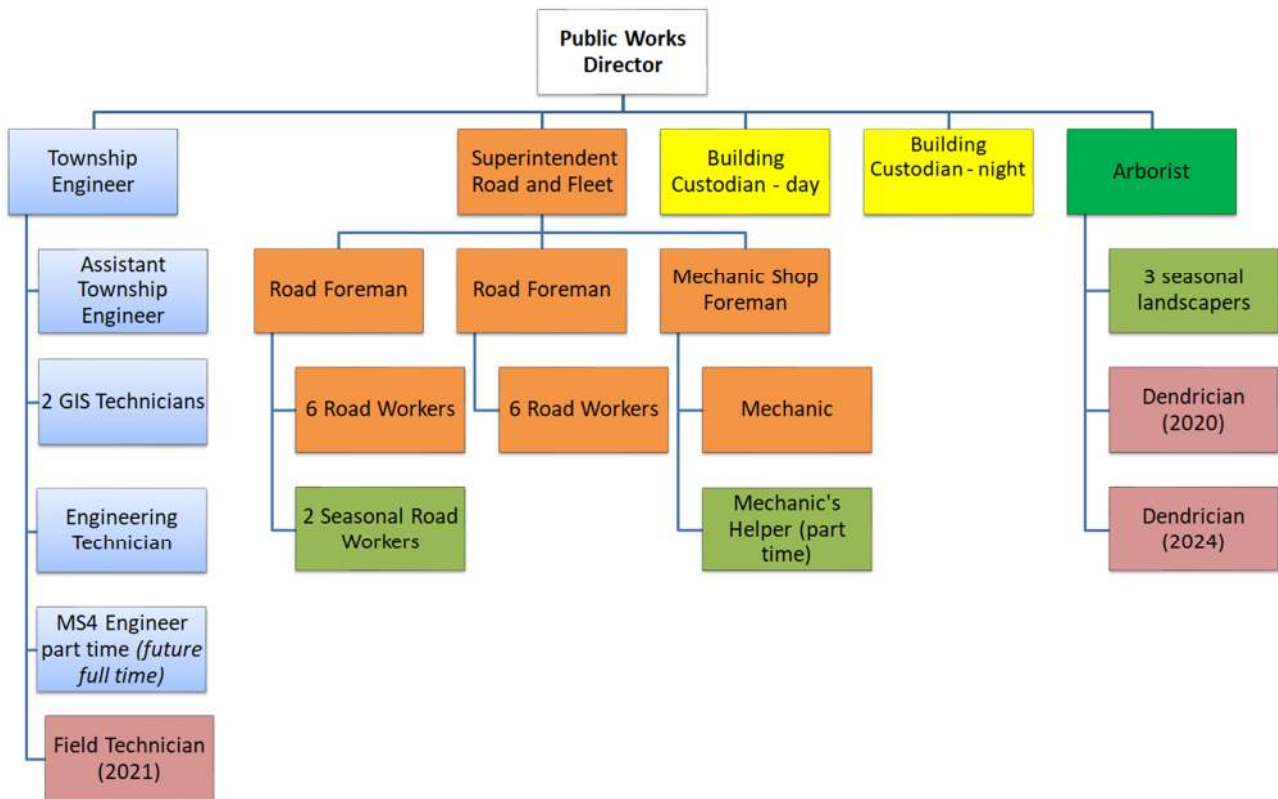 Public Works
Director
Township
Engineer
Superintendent
Road and Fleet
Building
Custodian - day
Building
Custodian - night
Arborist
Assistant
Township
Engineer
Road Foreman
Road Foreman
Mechanic Shop
Foreman
3 seasonal
landscapers
2 GIS Technicians
6 Road Workers
6 Road Workers
Mechanic
Dendrician
(2020)
Engineering
Technician
2 Seasonal Road
Workers
Mechanic's
Helper (part
time)
Dendrician
(2024)
MS4 Engineer
part time (future
full time)
Field Technician
(2021)